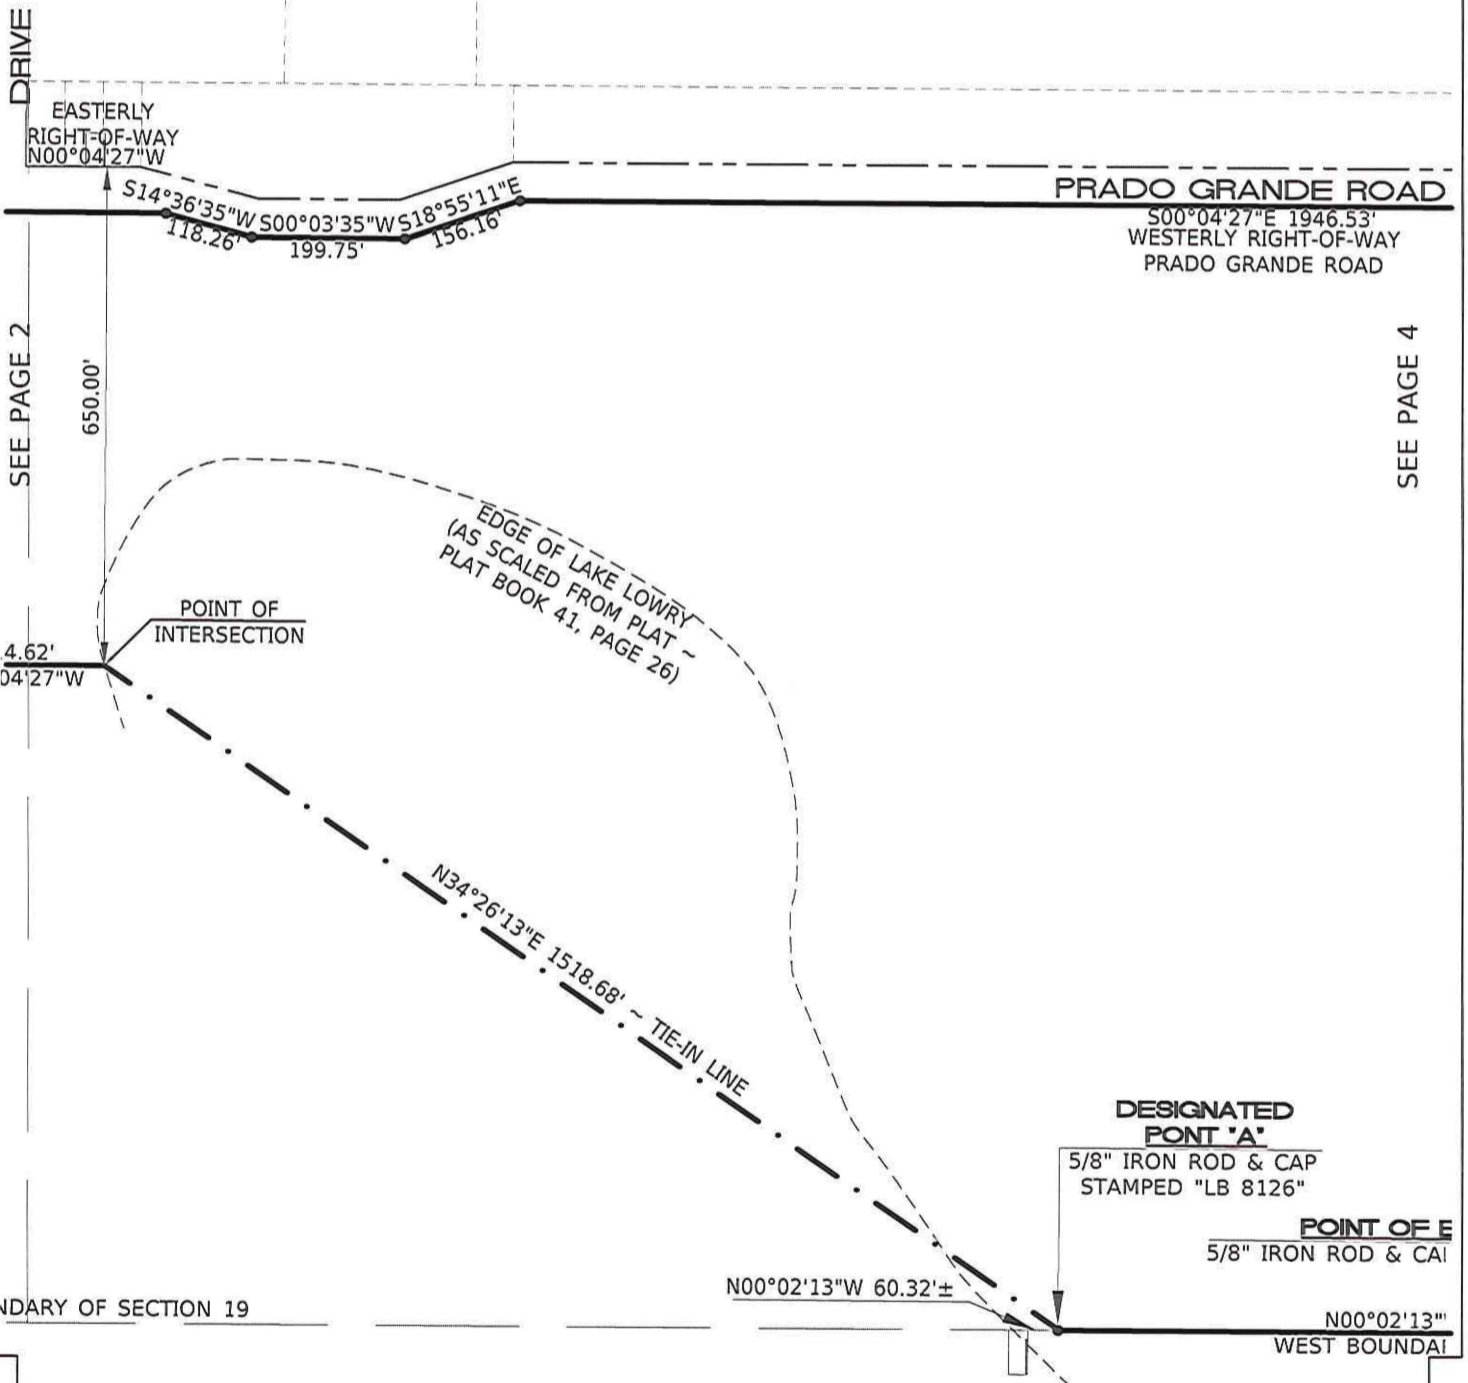 DRIVE
EASTERLY
RIGHT-OF-WAY
N00°04'27"W
S14°36'35"W
118.26'
S00°03'35"W
199.75'
S18°55'11"E
156.16'
PRADO GRANDE ROAD
S00°04'27"E 1946.53'
WESTERLY RIGHT-OF-WAY
PRADO GRANDE ROAD
SEE PAGE 2
650.00'
SEE PAGE 4
EDGE OF LAKE LOWRY
(AS SCALED FROM PLAT ~
PLAT BOOK 41, PAGE 26)
POINT OF
INTERSECTION
4.62'
04'27"W
N34°26'13"E 1518.68' ~ TIE-IN LINE
DESIGNATED
PONT "A"
5/8" IRON ROD & CAP
STAMPED "LB 8126"
POINT OF
5/8" IRON ROD &
N00°02'13"W 60.32'±
NDARY OF SECTION 19
N00°02'13"
WEST BOUNDA